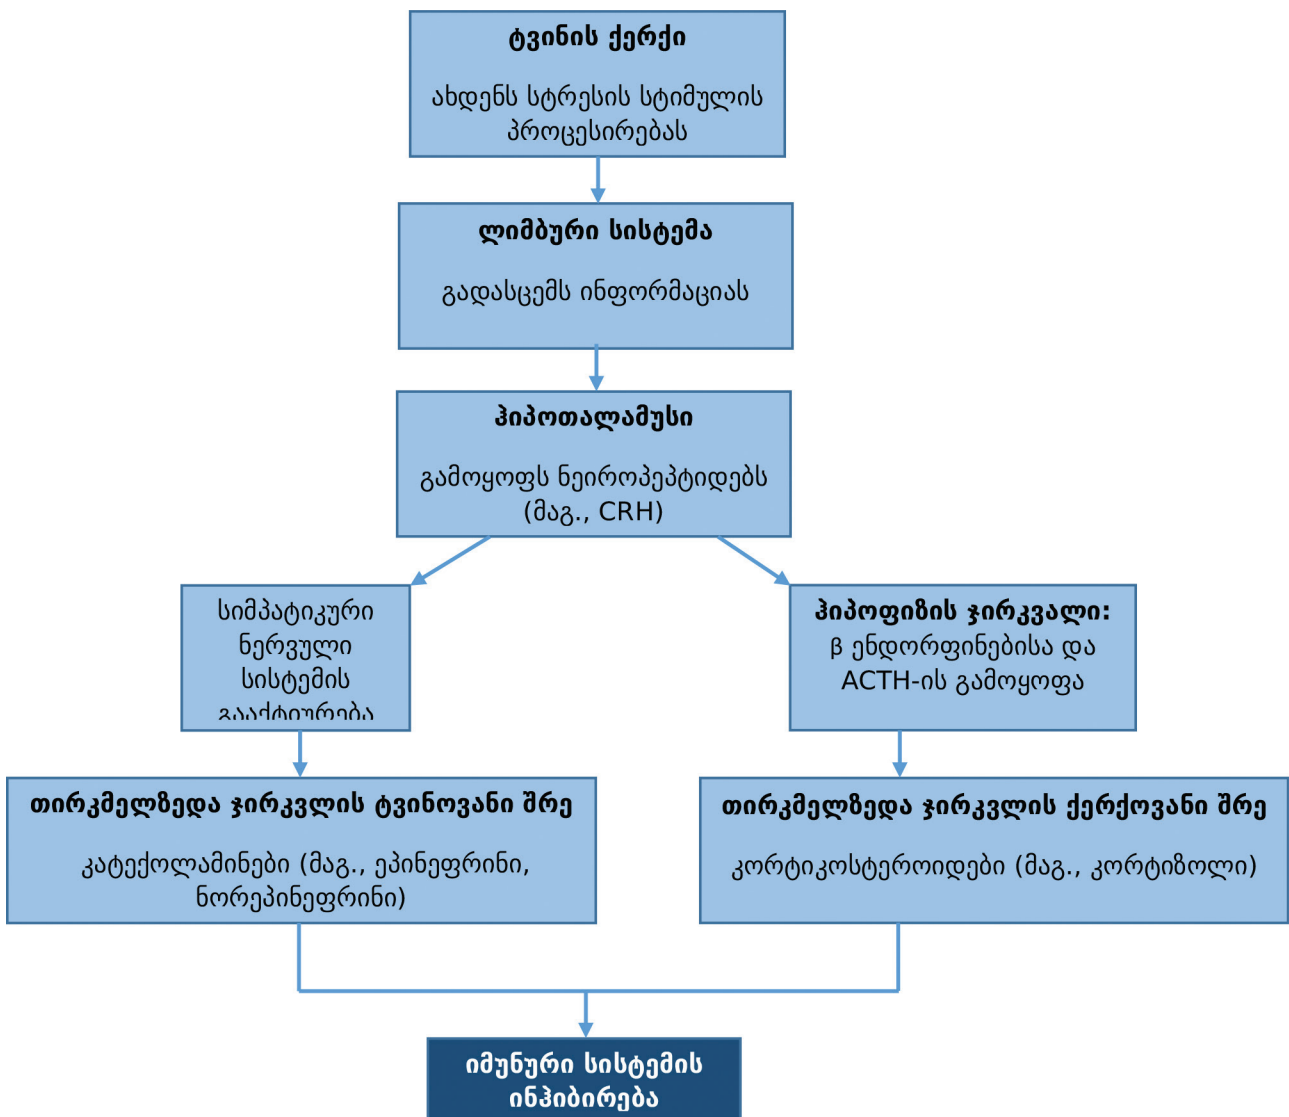 ტვინის ქერქი
ახდენს სტრესის სტიმულის
პროცესირებას
ლიმბური სისტემა
გადასცემს ინფორმაციას
ჰიპოთალამუსი
გამოყოფს ნეიროპეპტიდებს
(მაგ., CRH)
სიმპატიკური
ნერვული
სისტემის
გააქტიურება
ჰიპოფიზის ჯირკვალი:
β ენდორფინებისა და
ACTH-ის გამოყოფა
თირკმელზედა ჯირკვლის ტვინოვანი შრე
კატექოლამინები (მაგ., ეპინეფრინი,
ნორეპინეფრინი)
თირკმელზედა ჯირკვლის ქერქოვანი შრე
კორტიკოსტეროიდები (მაგ., კორტიზოლი)
იმუნური სისტემის
ინჰიბირება